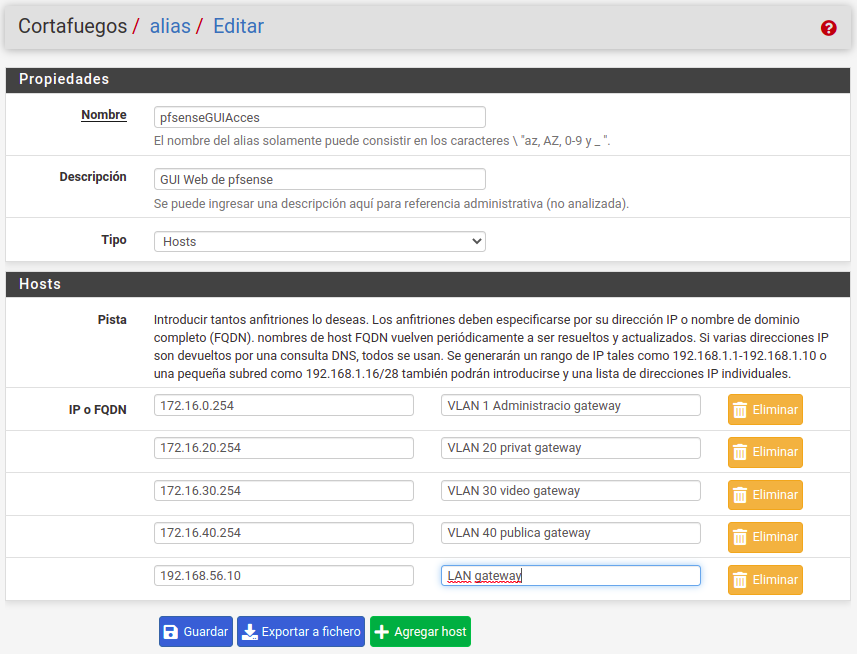 Cortafuegos / alias / Editar
Propiedades
Nombre
pfsenseGUIAcces
El nombre del alias solamente puede consistir en los caracteres \ "az, AZ, 0-9 y _ ".
Descripción
GUI Web de pfsense
Se puede ingresar una descripción aquí para referencia administrativa (no analizada).
Tipo
Hosts
Hosts
Pista
Introducir tantos anfitriones lo deseas. Los anfitriones deben especificarse por su dirección IP o nombre de dominio
completo (FQDN). nombres de host FQDN vuelven periódicamente a ser resueltos y actualizados. Si varias direcciones IP
son devueltos por una consulta DNS, todos se usan. Se generarán un rango de IP tales como 192.168.1.1-192.168.1.10 o
una pequeña subred como 192.168.1.16/28 también podrán introducirse y una lista de direcciones IP individuales.
IP o FQDN
172.16.0.254 VLAN 1 Administracio gateway Eliminar
172.16.20.254 VLAN 20 privat gateway Eliminar
172.16.30.254 VLAN 30 video gateway Eliminar
172.16.40.254 VLAN 40 publica gateway Eliminar
192.168.56.10 LAN gateway Eliminar
Guardar Exportar a fichero Agregar host